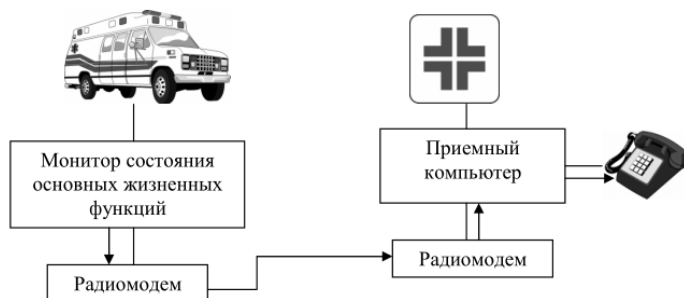 Монитор состояния
основных жизненных
функций
Радиомодем
Приемный
компьютер
Радиомодем